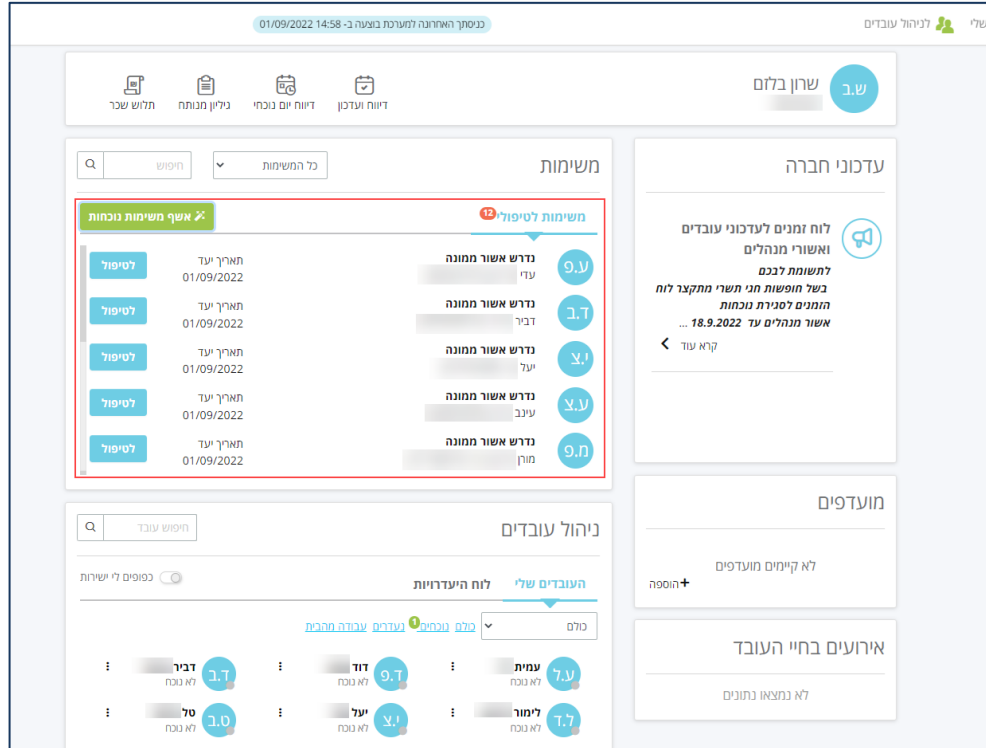 שלי
לניהול עובדים
כניסתך האחרונה למערכת בוצעה ב- 01/09/2022 14:58
ש.ב
שרון בלזם
דיווח ועדכון
דיווח יום נוכחי
גיליון מנותח
תלוש שכר
עדכוני חברה
לוח זמנים לעדכוני עובדים
ואשורי מנהלים
לתשומת לבכם
בשל חופשות חגי תשרי מתקצר לוח
הזמנים לסגירת נוכחות
אשור מנהלים עד 18.9.2022 ...
קרא עוד
משימות
כל המשימות
חיפוש
משימות לטיפולי 12
אשף משימות נוכחות
ע.פ
נדרש אשור ממונה
עדי
תאריך יעד
01/09/2022
לטיפול
ד.ב
נדרש אשור ממונה
דביר
תאריך יעד
01/09/2022
לטיפול
י.צ
נדרש אשור ממונה
יעל
תאריך יעד
01/09/2022
לטיפול
ע.צ
נדרש אשור ממונה
עינב
תאריך יעד
01/09/2022
לטיפול
מ.פ
נדרש אשור ממונה
מורן
תאריך יעד
01/09/2022
לטיפול
מועדפים
לא קיימים מועדפים
+הוספה
אירועים בחיי העובד
לא נמצאו נתונים
ניהול עובדים
חיפוש עובד
העובדים שלי
לוח היעדרויות
כפופים לי ישירות
כולם
כולם נוכחים 1 נעדרים עבודה מהבית
ע.ל
עמית
לא נוכח
ד.פ
דוד
לא נוכח
ד.ב
דביר
לא נוכח
ל.ד
לימור
לא נוכח
י.צ
יעל
לא נוכח
ט.ב
טל
לא נוכח